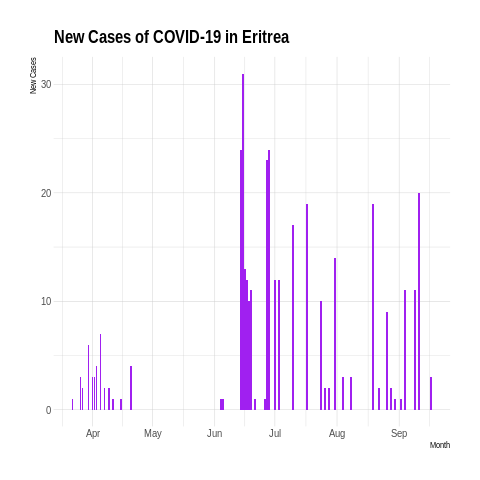 New Cases of COVID-19 in Eritrea
New Cases
30
20
10
0
Apr May Jun Jul Aug Sep
Month